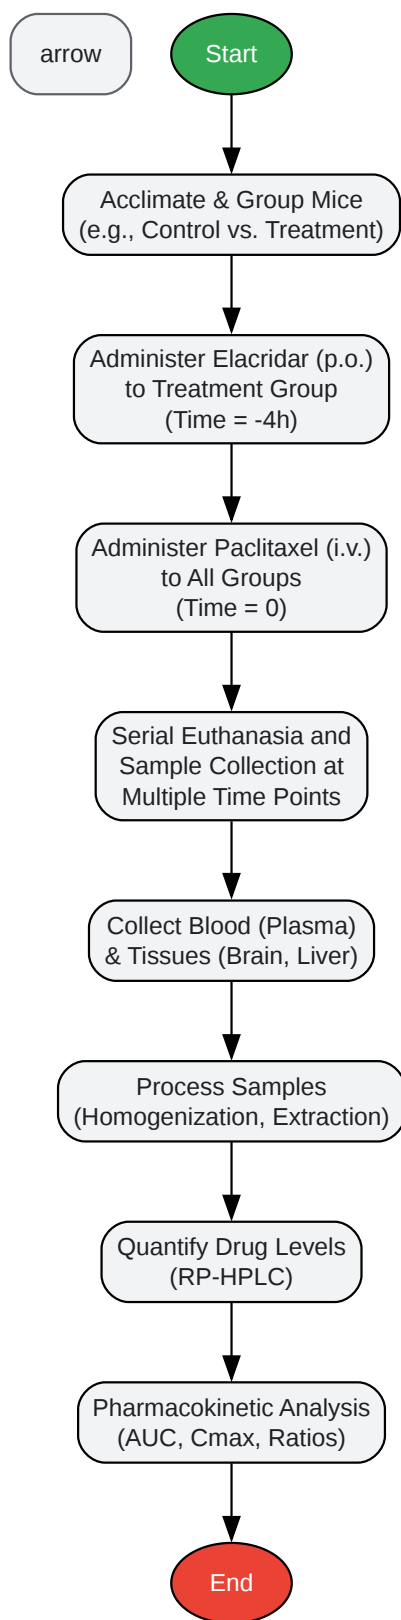 arrow
Start
Acclimate & Group Mice
(e.g., Control vs. Treatment)
Administer Elacridar (p.o.)
to Treatment Group
(Time = -4h)
Administer Paclitaxel (i.v.)
to All Groups
(Time = 0)
Serial Euthanasia and
Sample Collection at
Multiple Time Points
Collect Blood (Plasma)
& Tissues (Brain, Liver)
Process Samples
(Homogenization, Extraction)
Quantify Drug Levels
(RP-HPLC)
Pharmacokinetic Analysis
(AUC, Cmax, Ratios)
End